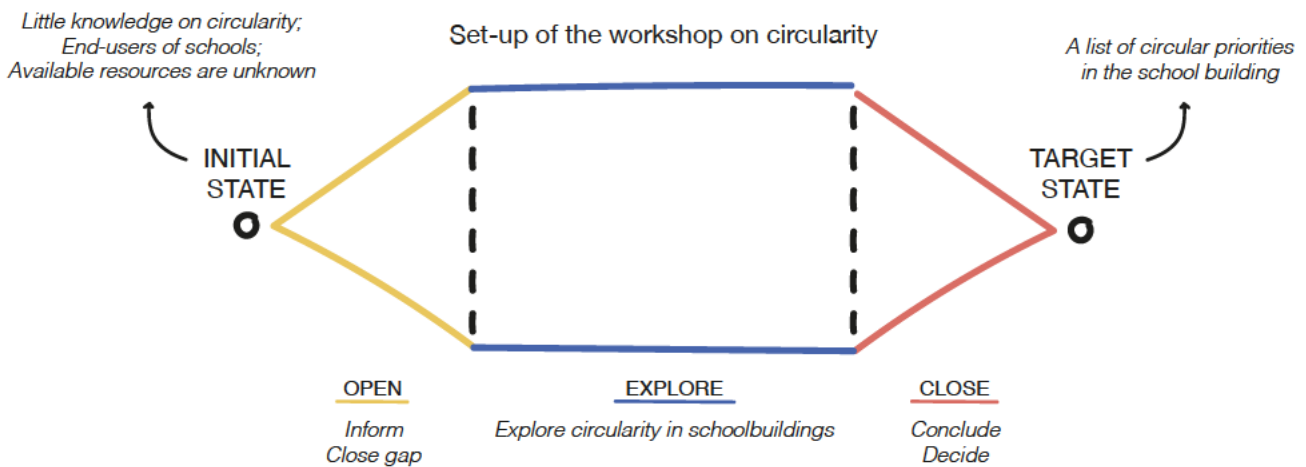 Little knowledge on circularity;
End-users of schools;
Available resources are unknown
Set-up of the workshop on circularity
A list of circular priorities
in the school building
INITIAL
STATE
TARGET
STATE
OPEN
Inform
Close gap
EXPLORE
Explore circularity in schoolbuildings
CLOSE
Conclude
Decide